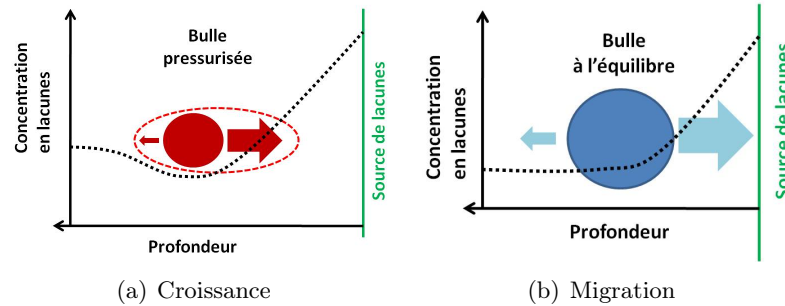 Bulle
pressurisée
Concentration
en lacunes
Source de lacunes
Profondeur
(a) Croissance
Bulle
à l'équilibre
Concentration
en lacunes
Source de lacunes
Profondeur
(b) Migration